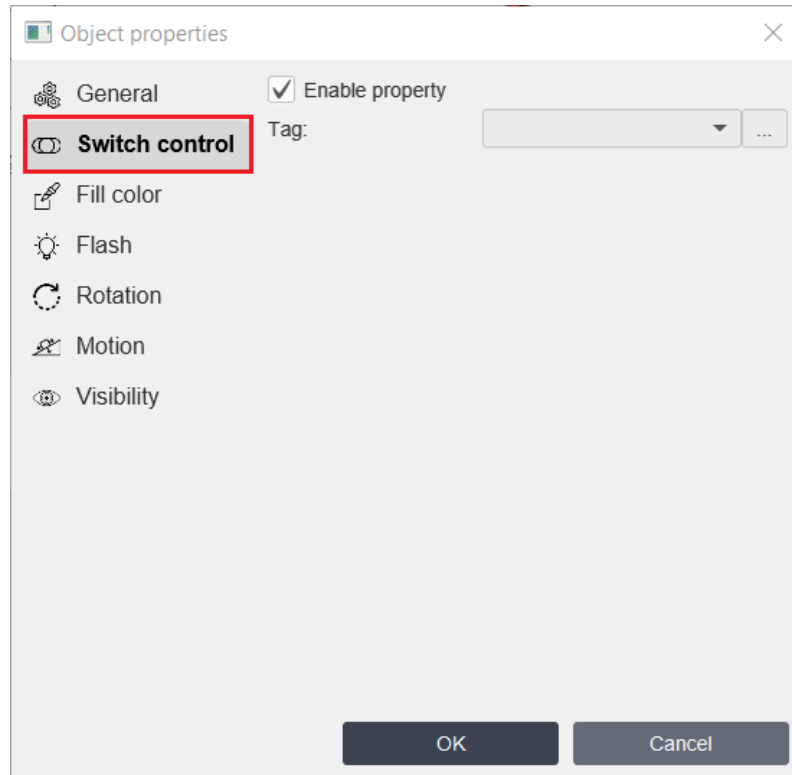 Object properties
General
Switch control
Fill color
Flash
Rotation
Motion
Visibility
Enable property
Tag:
...
OK
Cancel